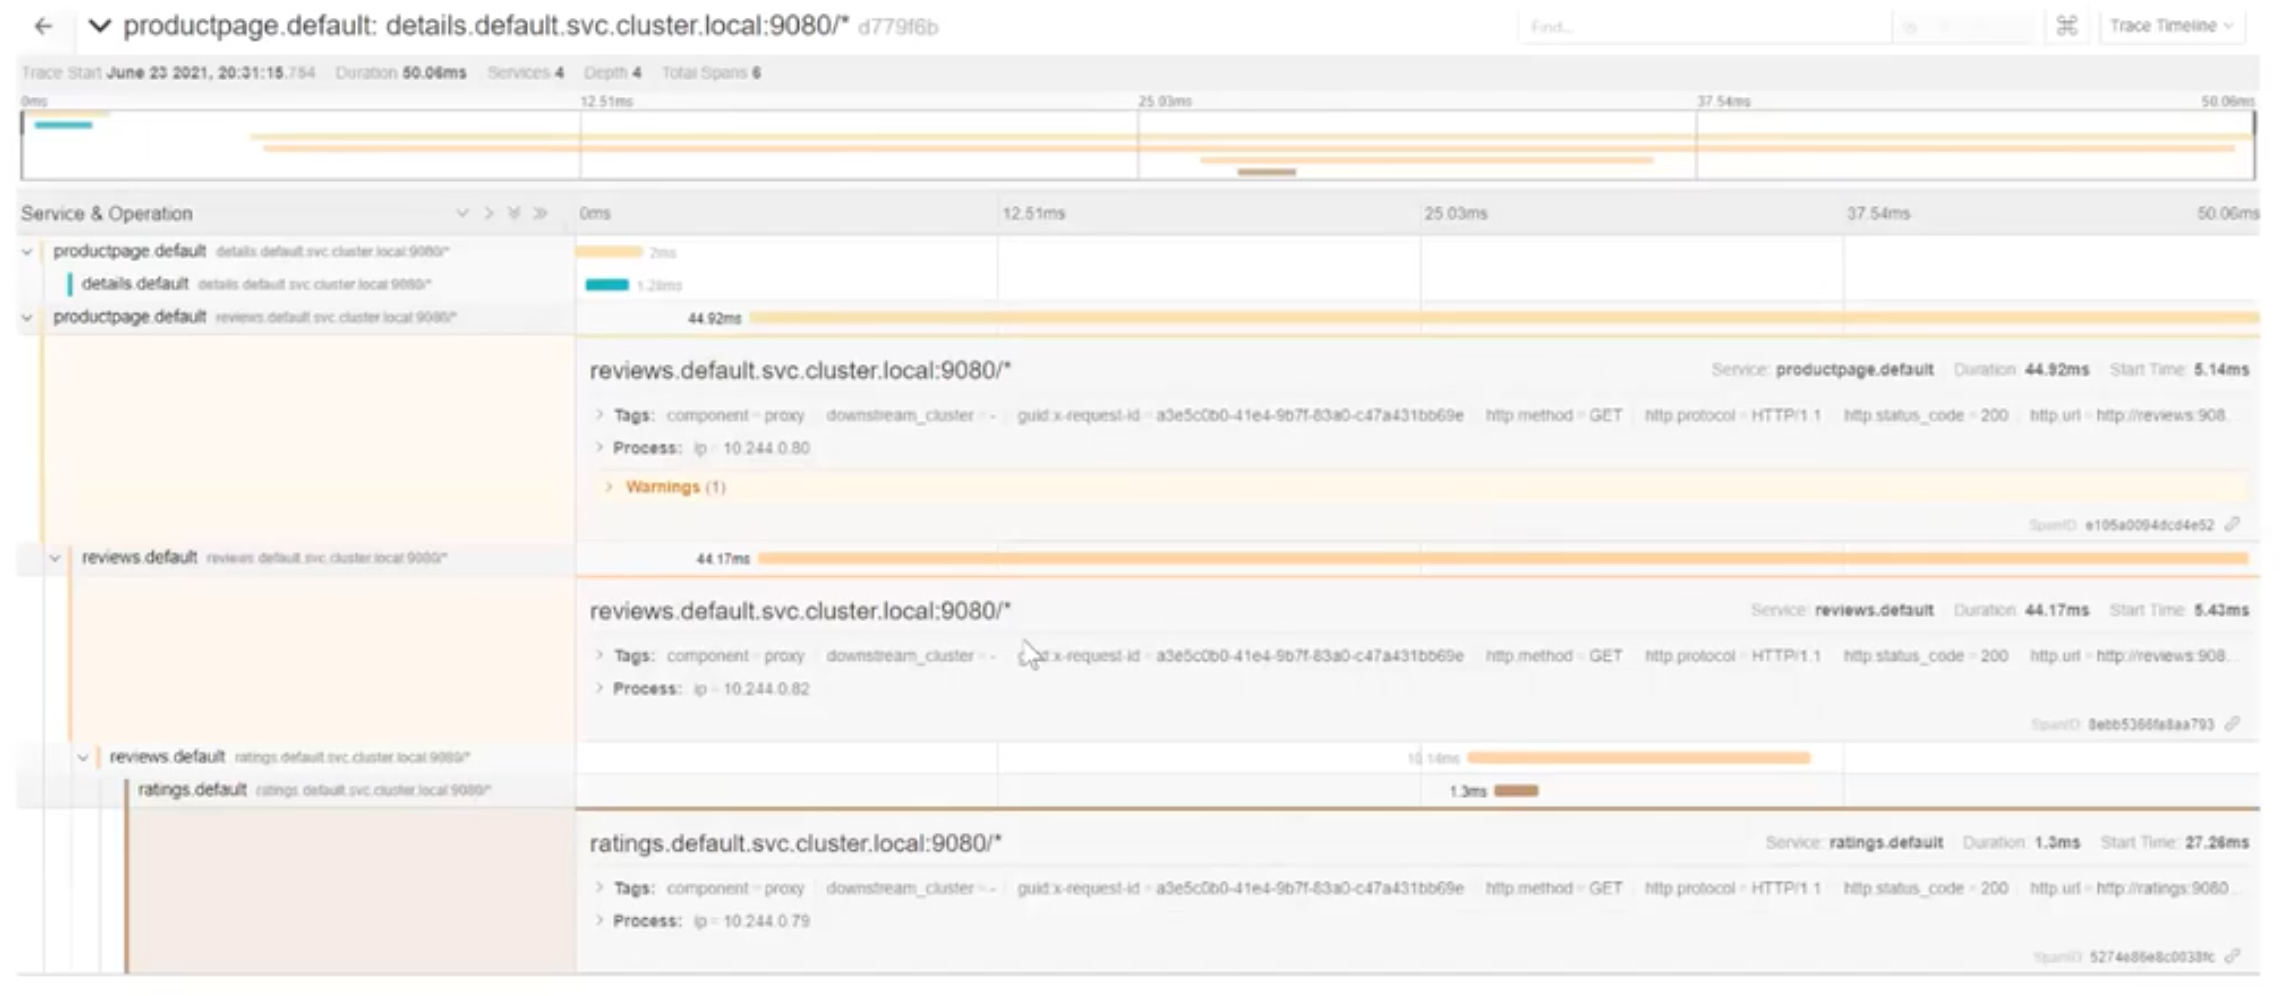 productpage.default: details.default.svc.cluster.local:9080/* d779f6b Find... Trace Timeline
Trace Start June 23 2021, 20:31:15.784 Duration 50.06ms Services 4 Depth 4 Total Spans 6
0ms 12.51ms 25.03ms 37.54ms 50.06ms
Service & Operation 0ms 12.51ms 25.03ms 37.54ms 50.06ms
productpage.default details.default.svc.cluster.local:9080/* 2ms
details.default details.default.svc.cluster.local:9080/* 1.28ms
productpage.default reviews.default.svc.cluster.local:9080/* 44.92ms
reviews.default.svc.cluster.local:9080/* Service: productpage.default Duration: 44.92ms Start Time: 5.14ms
Tags: component = proxy downstream_cluster = - guid:x-request-id = a3e5c0b0-41e4-9b7f-83a0-c47a431bb69e http.method = GET http.protocol = HTTP/1.1 http.status_code = 200 http.url = http://reviews:908...
Process: ip = 10.244.0.80
Warnings (1)
SpanID: e105a0094dcd4e52
reviews.default reviews.default.svc.cluster.local:9080/* 44.17ms
reviews.default.svc.cluster.local:9080/* Service: reviews.default Duration: 44.17ms Start Time: 5.43ms
Tags: component = proxy downstream_cluster = - guid:x-request-id = a3e5c0b0-41e4-9b7f-83a0-c47a431bb69e http.method = GET http.protocol = HTTP/1.1 http.status_code = 200 http.url = http://reviews:908...
Process: ip = 10.244.0.82
SpanID: 8ebb5366fa8aa793
reviews.default ratings.default.svc.cluster.local:9080/* 10.14ms
ratings.default ratings.default.svc.cluster.local:9080/* 1.3ms
ratings.default.svc.cluster.local:9080/* Service: ratings.default Duration: 1.3ms Start Time: 27.26ms
Tags: component = proxy downstream_cluster = - guid:x-request-id = a3e5c0b0-41e4-9b7f-83a0-c47a431bb69e http.method = GET http.protocol = HTTP/1.1 http.status_code = 200 http.url = http://ratings:9080...
Process: ip = 10.244.0.79
SpanID: 5274e86e8c0038fc